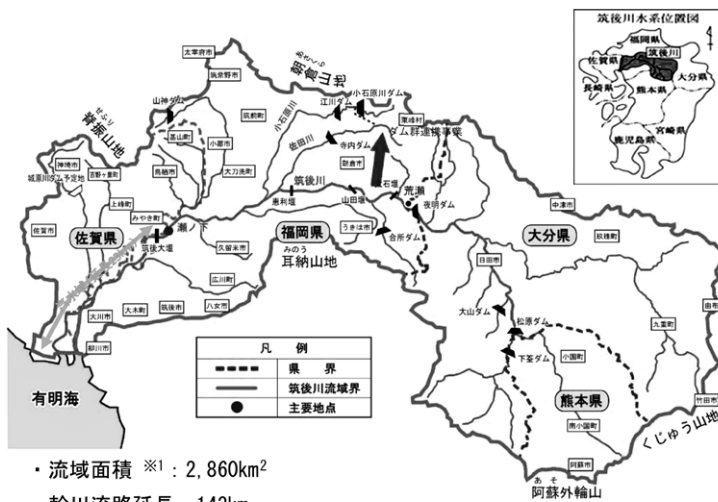 筑後川水系位置図
福岡県
筑後川
佐賀県
大分県
長崎県
熊本県
宮崎県
鹿児島県
太宰府市
筑紫野市
あさくら
朝倉山地
山神ダム
小石原川
江川ダム
小石原川ダム
東峰村
ダム群連携事業
せふり
脊振山地
基山町
筑前町
小郡市
佐田川
寺内ダム
朝倉市
神埼市
城原川ダム予定地
吉野ヶ里町
鳥栖市
大刀洗町
上峰町
筑後川
恵利堰
山田堰
荒瀬
夜明ダム
みやき町
瀬ノ下
佐賀市
佐賀県
筑後大堰
久留米市
福岡県
うきは市
合所ダム
みのう
耳納山地
大分県
中津市
玖珠町
日田市
由布
広川町
大川市
大木町
筑後市
八女市
柳川市
大山ダム
松原ダム
九重町
下筌ダム
小国町
凡 例
県 界
筑後川流域界
主要地点
有明海
熊本県
竹田市
くじゅう山地
南小国町
阿蘇市
あそ
阿蘇外輪山
・流域面積 ※1：2,860km²